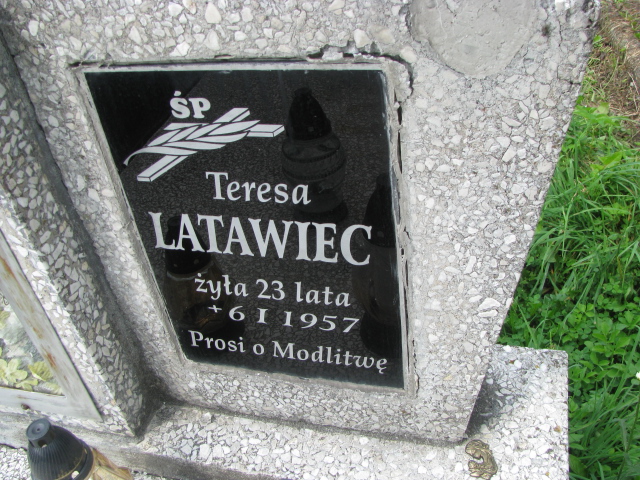 ŚP
Teresa
LATAWIEC
żyła 23 lata
+ 6 I 1957
Prosi o Modlitwę